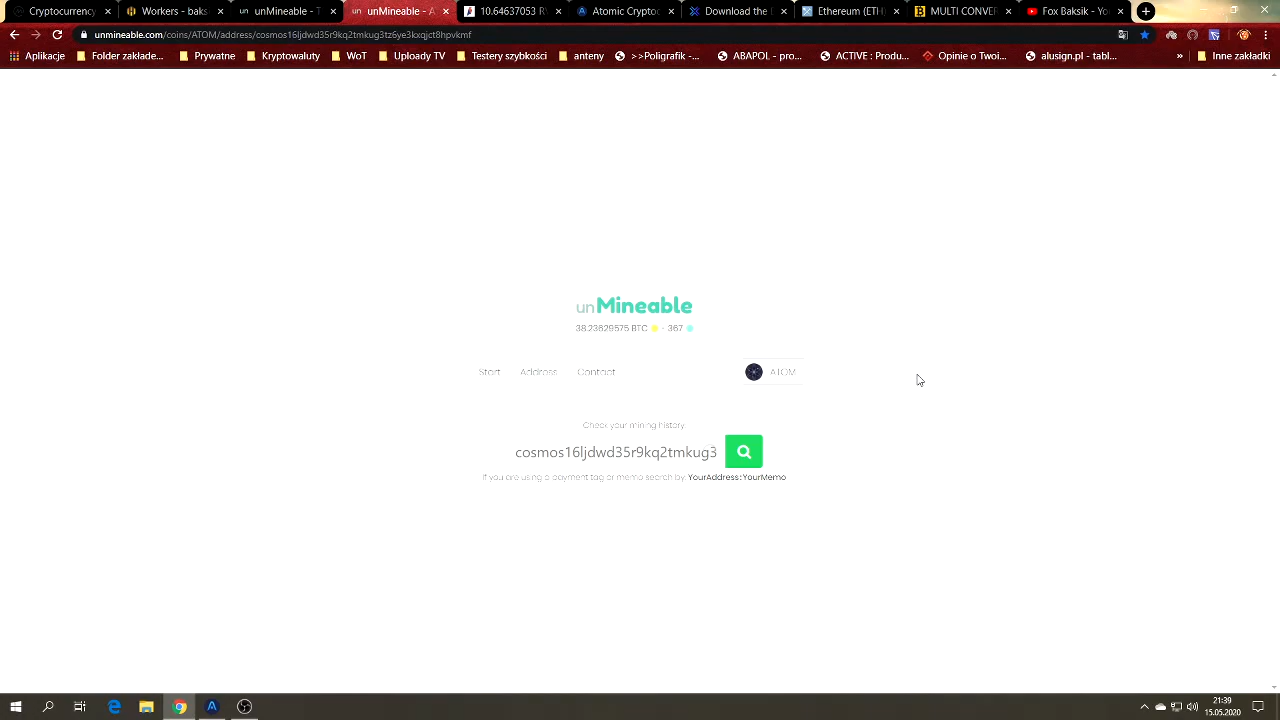 Cryptocurrency
Workers - baks
unMineable - T
unMineable - A
10.64637053 R
Atomic Cryptoc
Download the
Ethereum (ETH)
MULTI CONVER
Fox Baksik - Yo
unmineable.com/coins/ATOM/address/cosmos16ljdwd35r9kq2tmkug3tz6ye3kxqjct8hpvkmf
Aplikacje
Folder zakłade...
Prywatne
Kryptowaluty
WoT
Uploady TV
Testery szybkości
anteny
>>Poligrafik -...
ABAPOL - pro...
ACTIVE : Produ...
Opinie o Twoi...
alusign.pl - tabl...
»
Inne zakładki
unMineable
38.23629575 BTC - 367
Start Address Contact ATOM
Check your mining history:
cosmos16ljdwd35r9kq2tmkug3
If you are using a payment tag or memo search by: YourAddress:YourMemo
21:39
15.05.2020